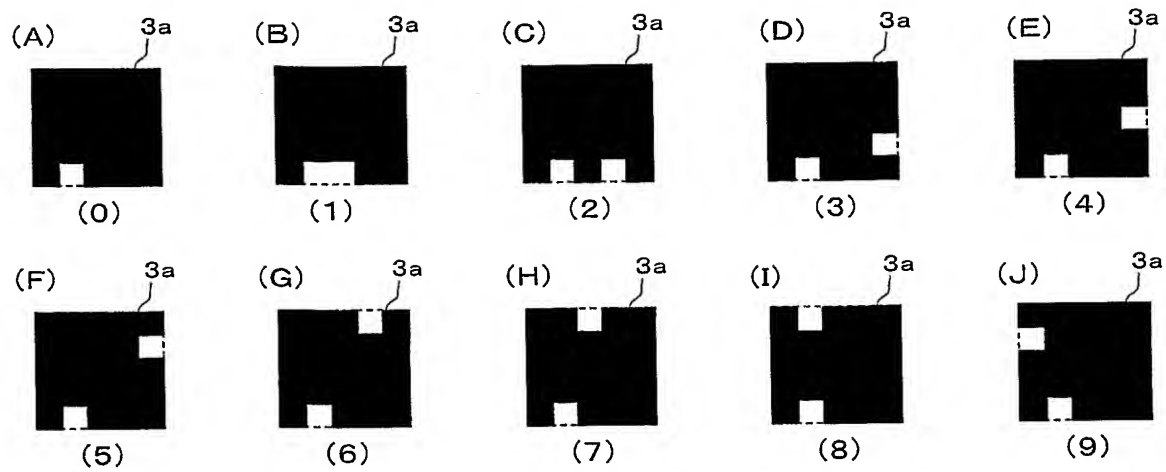 (A) 3a (B) 3a (C) 3a (D) 3a (E) 3a
(0) (1) (2) (3) (4)
(F) 3a (G) 3a (H) 3a (I) 3a (J) 3a
(5) (6) (7) (8) (9)